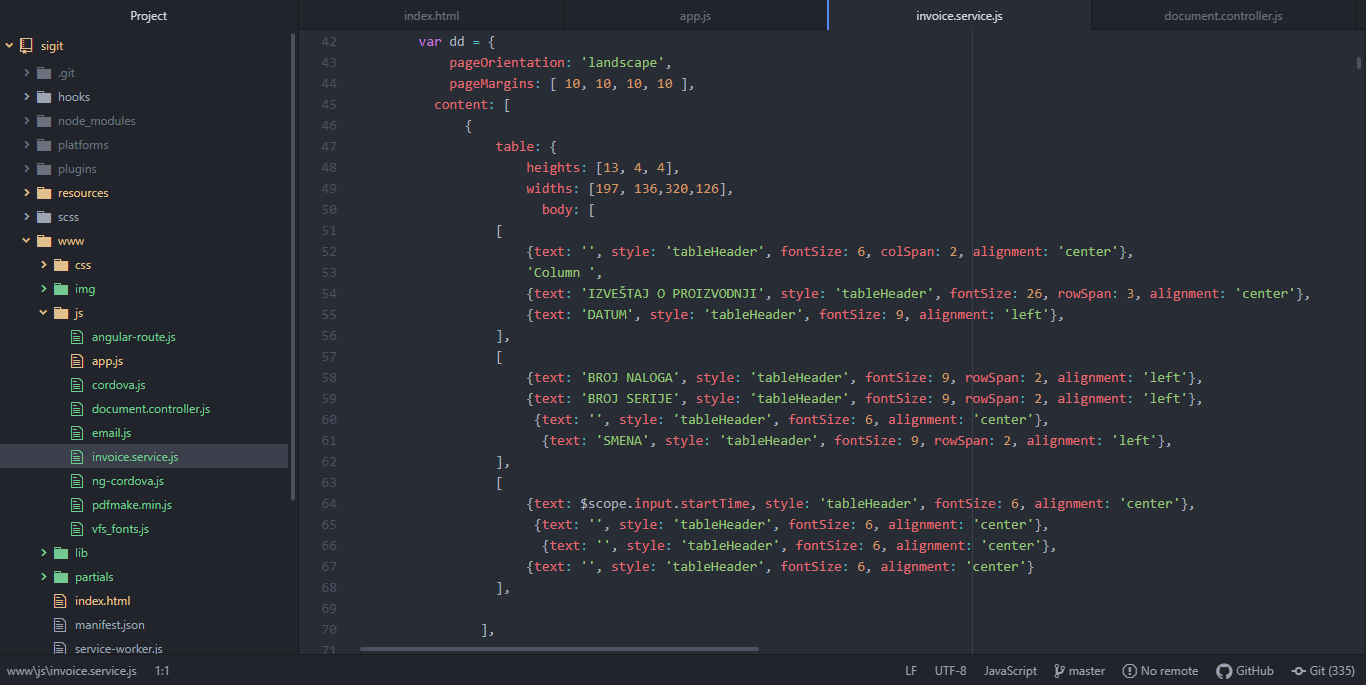 Project
sigit
.git
hooks
node_modules
platforms
plugins
resources
scss
www
css
img
js
angular-route.js
app.js
cordova.js
document.controller.js
email.js
invoice.service.js
ng-cordova.js
pdfmake.min.js
vfs_fonts.js
lib
partials
index.html
manifest.json
service-worker.js
index.html app.js invoice.service.js document.controller.js
42 var dd = {
43 pageOrientation: 'landscape',
44 pageMargins: [ 10, 10, 10, 10 ],
45 content: [
46 {
47 table: {
48 heights: [13, 4, 4],
49 widths: [197, 136,320,126],
50 body: [
51 [
52 {text: '', style: 'tableHeader', fontSize: 6, colSpan: 2, alignment: 'center'},
53 'Column ',
54 {text: 'IZVEŠTAJ O PROIZVODNJI', style: 'tableHeader', fontSize: 26, rowSpan: 3, alignment: 'center'},
55 {text: 'DATUM', style: 'tableHeader', fontSize: 9, alignment: 'left'},
56 ],
57 [
58 {text: 'BROJ NALOGA', style: 'tableHeader', fontSize: 9, rowSpan: 2, alignment: 'left'},
59 {text: 'BROJ SERIJE', style: 'tableHeader', fontSize: 9, rowSpan: 2, alignment: 'left'},
60 {text: '', style: 'tableHeader', fontSize: 6, alignment: 'center'},
61 {text: 'SMENA', style: 'tableHeader', fontSize: 9, rowSpan: 2, alignment: 'left'},
62 ],
63 [
64 {text: $scope.input.startTime, style: 'tableHeader', fontSize: 6, alignment: 'center'},
65 {text: '', style: 'tableHeader', fontSize: 6, alignment: 'center'},
66 {text: '', style: 'tableHeader', fontSize: 6, alignment: 'center'},
67 {text: '', style: 'tableHeader', fontSize: 6, alignment: 'center'}
68 ],
69
70 ],
71
www\js\invoice.service.js 1:1 LF UTF-8 JavaScript master No remote GitHub Git (335)